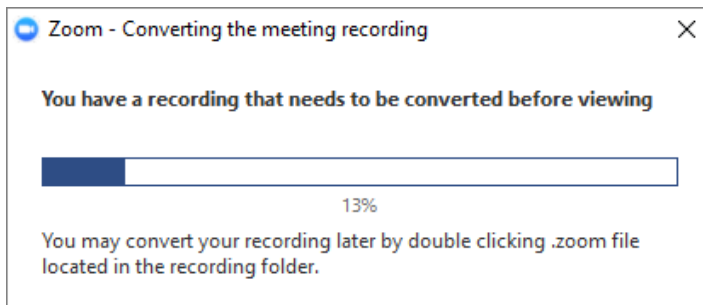 Zoom - Converting the meeting recording
You have a recording that needs to be converted before viewing
13%
You may convert your recording later by double clicking .zoom file
located in the recording folder.